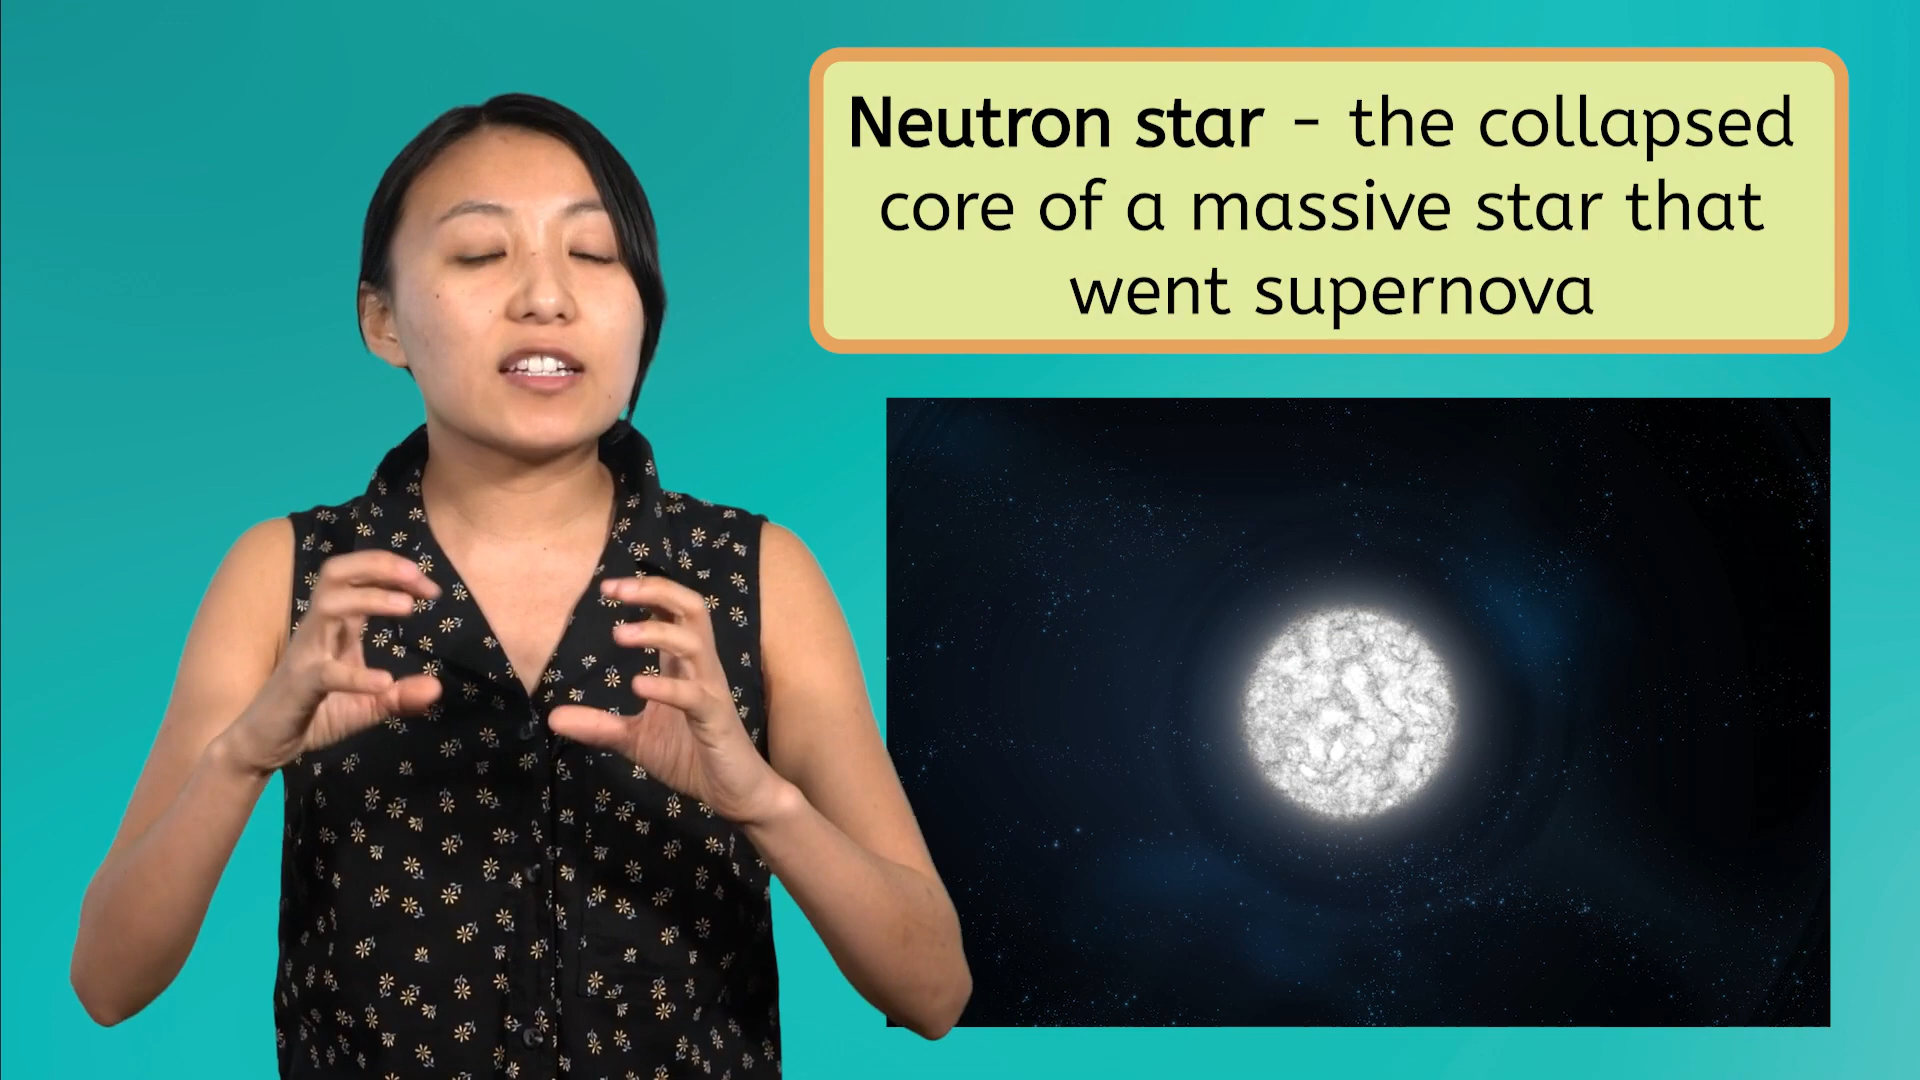 Neutron star - the collapsed
core of a massive star that
went supernova